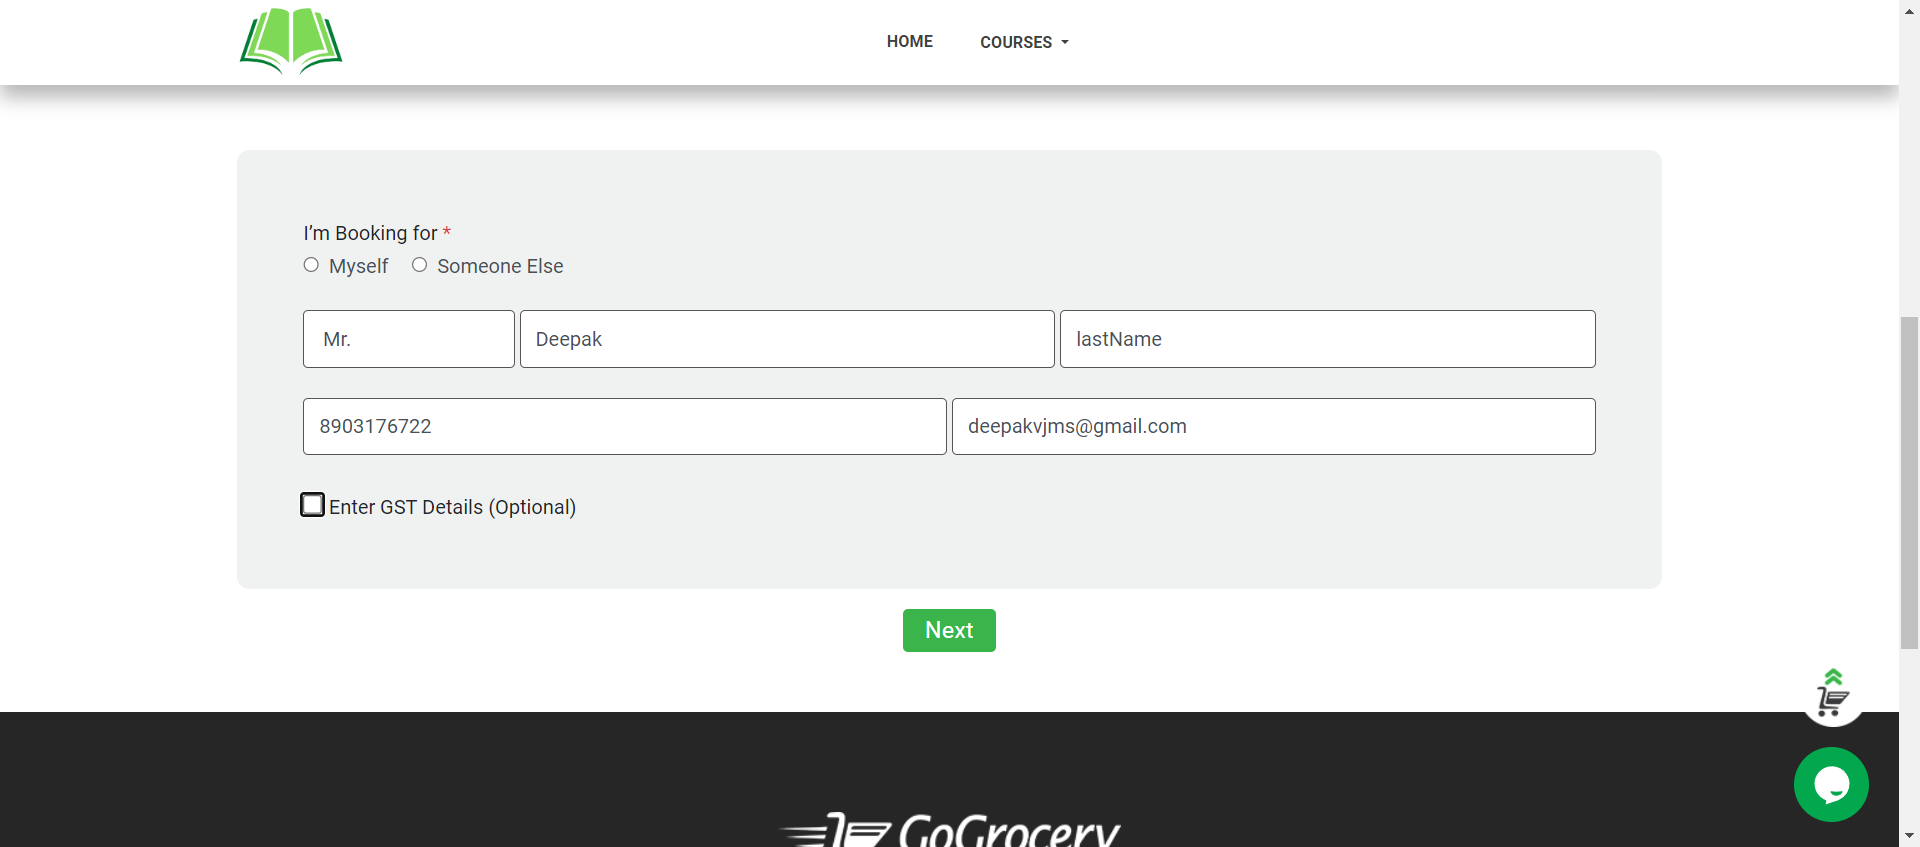 HOME COURSES
I’m Booking for *
Myself Someone Else
Mr. Deepak lastName
8903176722 deepakvjms@gmail.com
Enter GST Details (Optional)
Next
GoGrocery